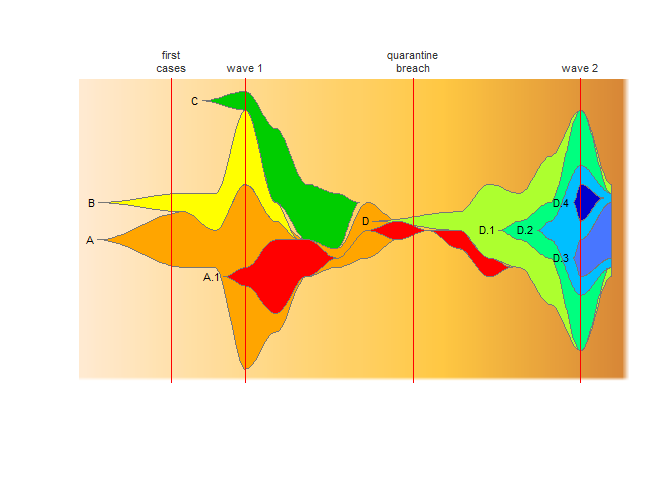 first
cases
wave 1
quarantine
breach
wave 2
C
B
A
A.1
D
D.1
D.2
D.4
D.3